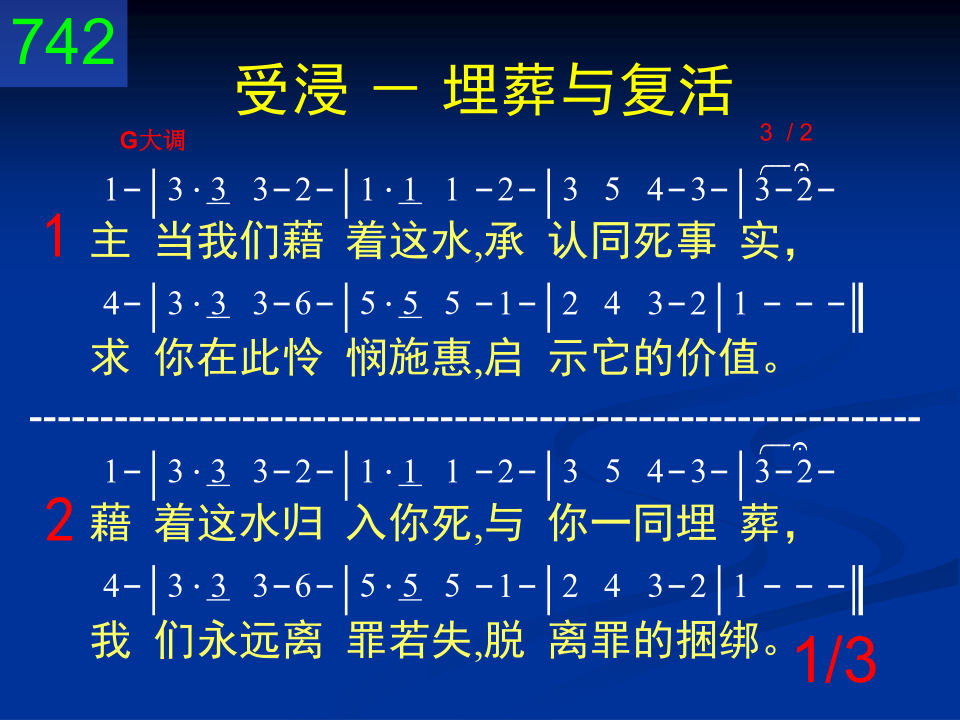 742
受浸 － 埋葬与复活
G大调
3 / 2
1-|3·3 3-2-|1·1 1 -2-|3 5 4-3-|3-2-
1 主 当我们藉 着这水,承 认同死事 实,
4-|3·3 3-6-|5·5 5 -1-|2 4 3-2|1 - - -‖
求 你在此怜 悯施惠,启 示它的价值。
---------------------------------------------------------------
1-|3·3 3-2-|1·1 1 -2-|3 5 4-3-|3-2-
2 藉 着这水归 入你死,与 你一同埋 葬,
4-|3·3 3-6-|5·5 5 -1-|2 4 3-2|1 - - -‖
我 们永远离 罪若失,脱 离罪的捆绑。
1/3